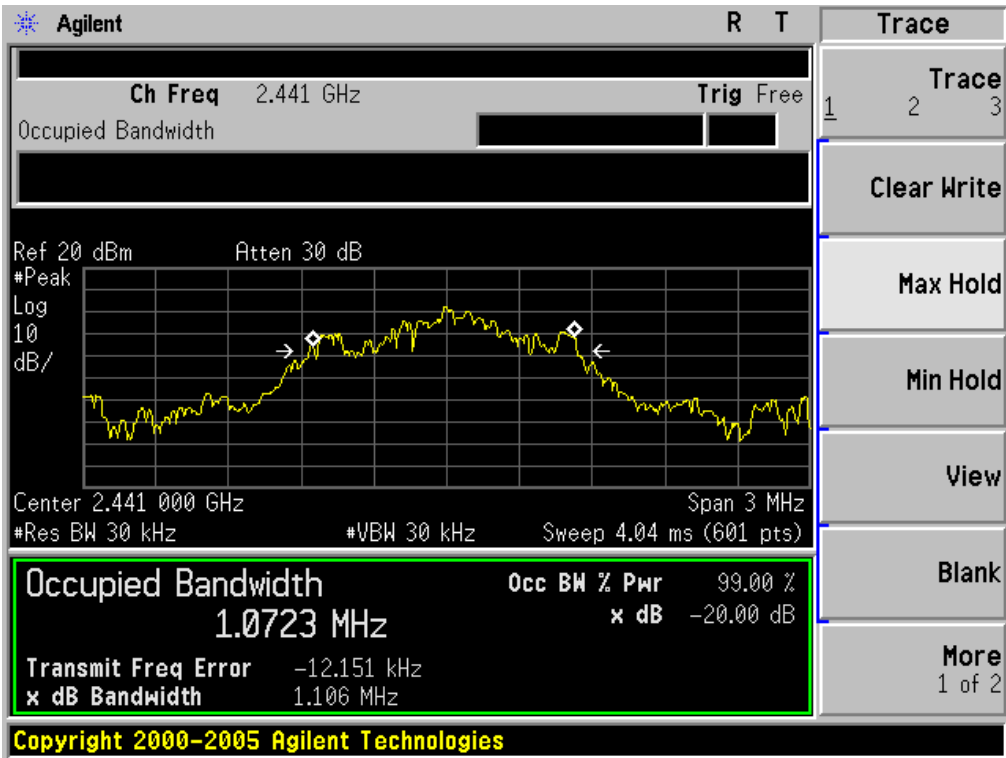 Agilent R T Trace
Ch Freq 2.441 GHz Trig Free
Occupied Bandwidth
Trace
1 2 3
Clear Write
Max Hold
Min Hold
View
Blank
More
1 of 2
Ref 20 dBm Atten 30 dB
#Peak
Log
10
dB/
Center 2.441 000 GHz Span 3 MHz
#Res BW 30 kHz #VBW 30 kHz Sweep 4.04 ms (601 pts)
Occupied Bandwidth Occ BW % Pwr 99.00 %
1.0723 MHz x dB -20.00 dB
Transmit Freq Error -12.151 kHz
x dB Bandwidth 1.106 MHz
Copyright 2000-2005 Agilent Technologies